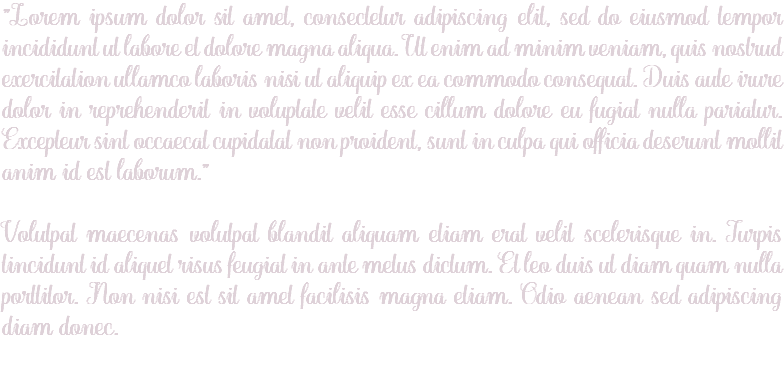 "Lorem ipsum dolor sit amet, consectetur adipiscing elit, sed do eiusmod tempor
incididunt ut labore et dolore magna aliqua. Ut enim ad minim veniam, quis nostrud
exercitation ullamco laboris nisi ut aliquip ex ea commodo consequat. Duis aute irure
dolor in reprehenderit in voluptate velit esse cillum dolore eu fugiat nulla pariatur.
Excepteur sint occaecat cupidatat non proident, sunt in culpa qui officia deserunt mollit
anim id est laborum."
Volutpat maecenas volutpat blandit aliquam etiam erat velit scelerisque in. Turpis
tincidunt id aliquet risus feugiat in ante metus dictum. Et leo duis ut diam quam nulla
porttitor. Non nisi est sit amet facilisis magna etiam. Odio aenean sed adipiscing
diam donec.